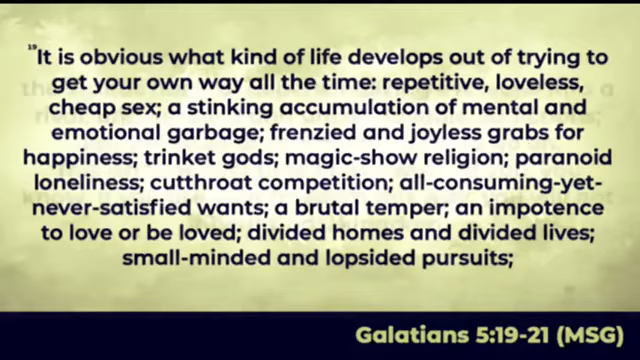 19It is obvious what kind of life develops out of trying to
get your own way all the time: repetitive, loveless,
cheap sex; a stinking accumulation of mental and
emotional garbage; frenzied and joyless grabs for
happiness; trinket gods; magic-show religion; paranoid
loneliness; cutthroat competition; all-consuming-yet-
never-satisfied wants; a brutal temper; an impotence
to love or be loved; divided homes and divided lives;
small-minded and lopsided pursuits;
Galatians 5:19-21 (MSG)